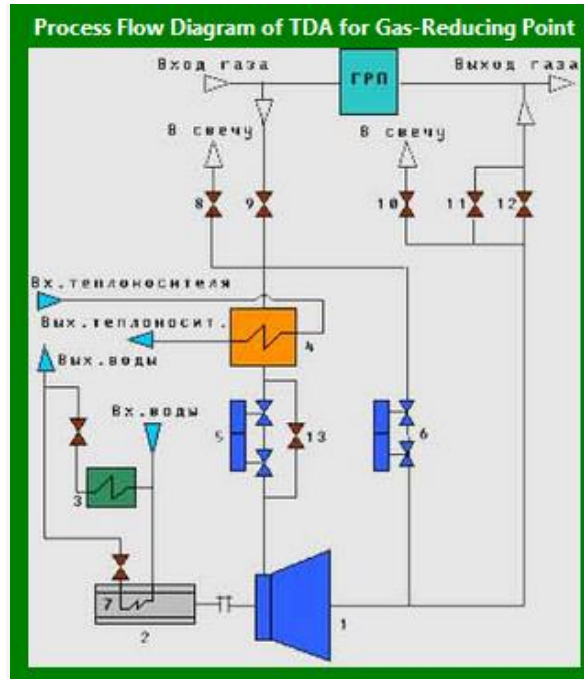 Process Flow Diagram of TDA for Gas-Reducing Point
Вход газа
ГРП
Выход газа
В свечу
В свечу
8
9
10
11
12
Вх.теплоносителя
Вых.теплоносит.
4
Вых.воды
Вх.воды
5
13
6
3
7
2
1